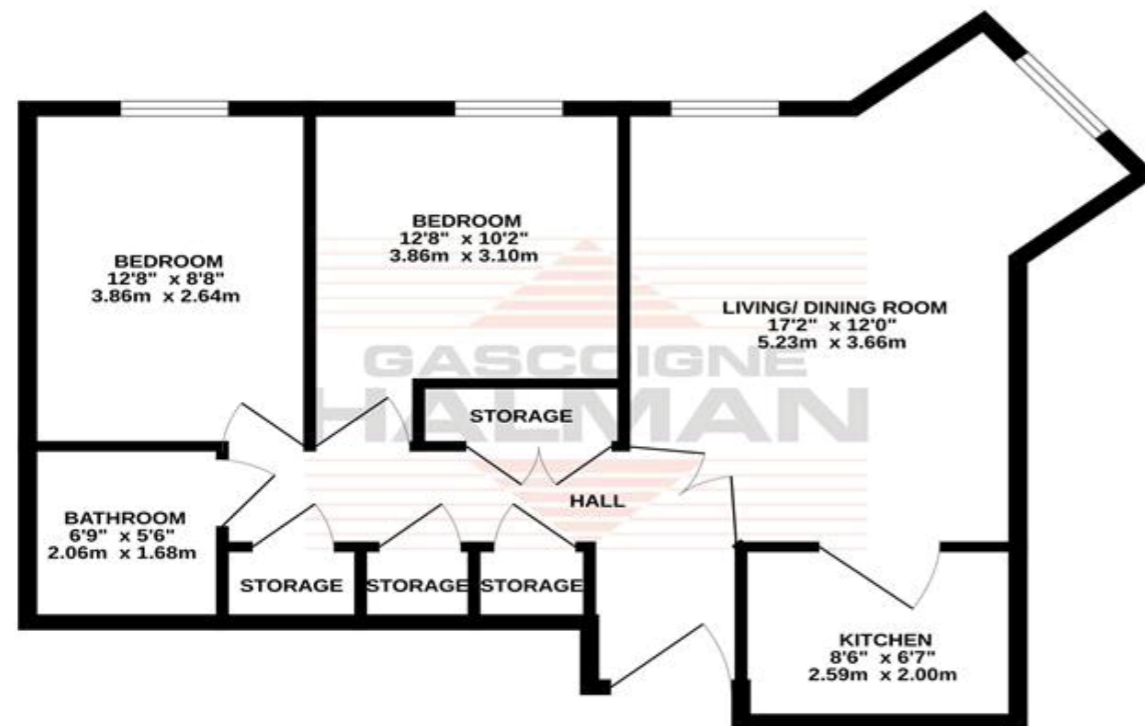 BEDROOM
12'8" x 8'8"
3.86m x 2.64m
BEDROOM
12'8" x 10'2"
3.86m x 3.10m
LIVING/ DINING ROOM
17'2" x 12'0"
5.23m x 3.66m
GASCOIGNE
HALMAN
STORAGE
HALL
BATHROOM
6'9" x 5'6"
2.06m x 1.68m
STORAGE
STORAGE
STORAGE
KITCHEN
8'6" x 6'7"
2.59m x 2.00m